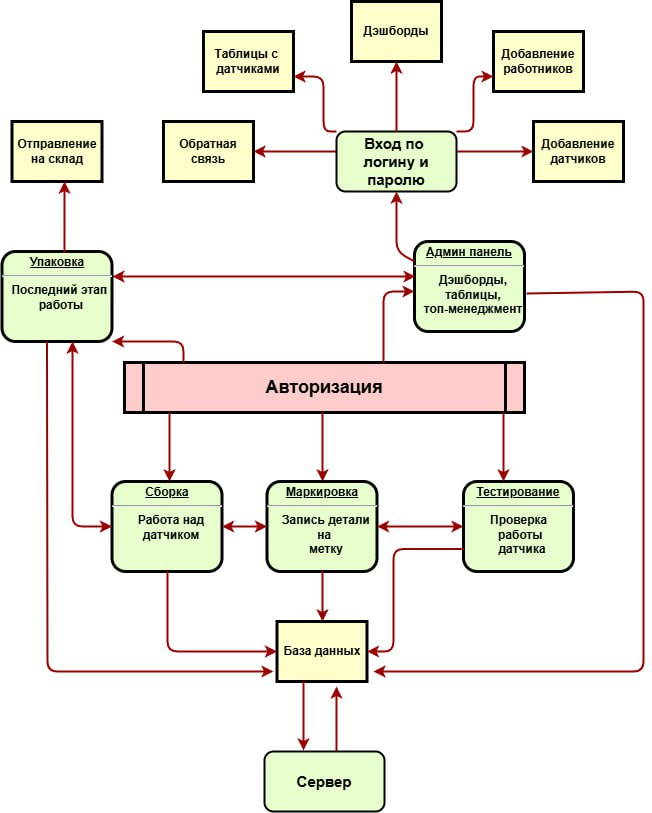 Дэшборды
Таблицы с
датчиками
Добавление
работников
Отправление
на склад
Обратная
связь
Вход по
логину и
паролю
Добавление
датчиков
Упаковка
Последний этап
работы
Админ панель
Дэшборды,
таблицы,
топ-менеджмент
Авторизация
Сборка
Работа над
датчиком
Маркировка
Запись детали
на
метку
Тестирование
Проверка
работы
датчика
База данных
Сервер